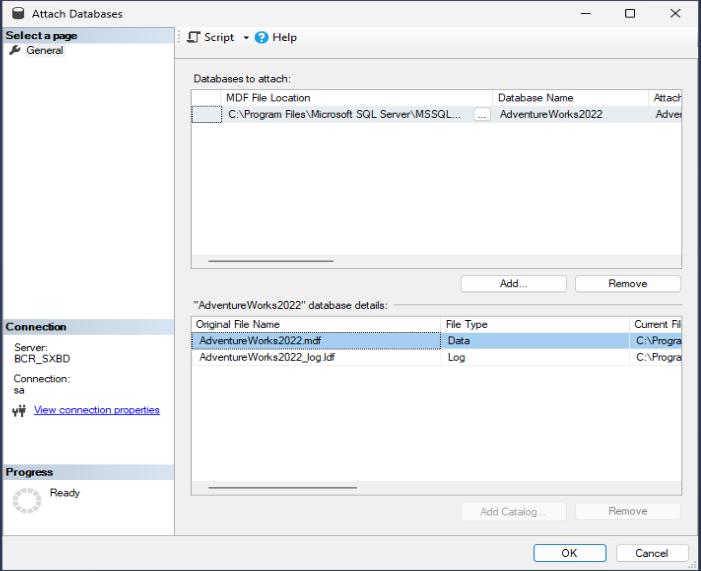 Attach Databases
Select a page
General
Script
Help
Databases to attach:
MDF File Location Database Name Attach
C:\Program Files\Microsoft SQL Server\MSSQL... ... AdventureWorks2022 Adver
Add... Remove
"AdventureWorks2022" database details:
Original File Name File Type Current Fil
AdventureWorks2022.mdf Data C:\Progra
AdventureWorks2022_log.ldf Log C:\Progra
Add Catalog... Remove
Connection
Server:
BCR_SXBD
Connection:
sa
View connection properties
Progress
Ready
OK Cancel